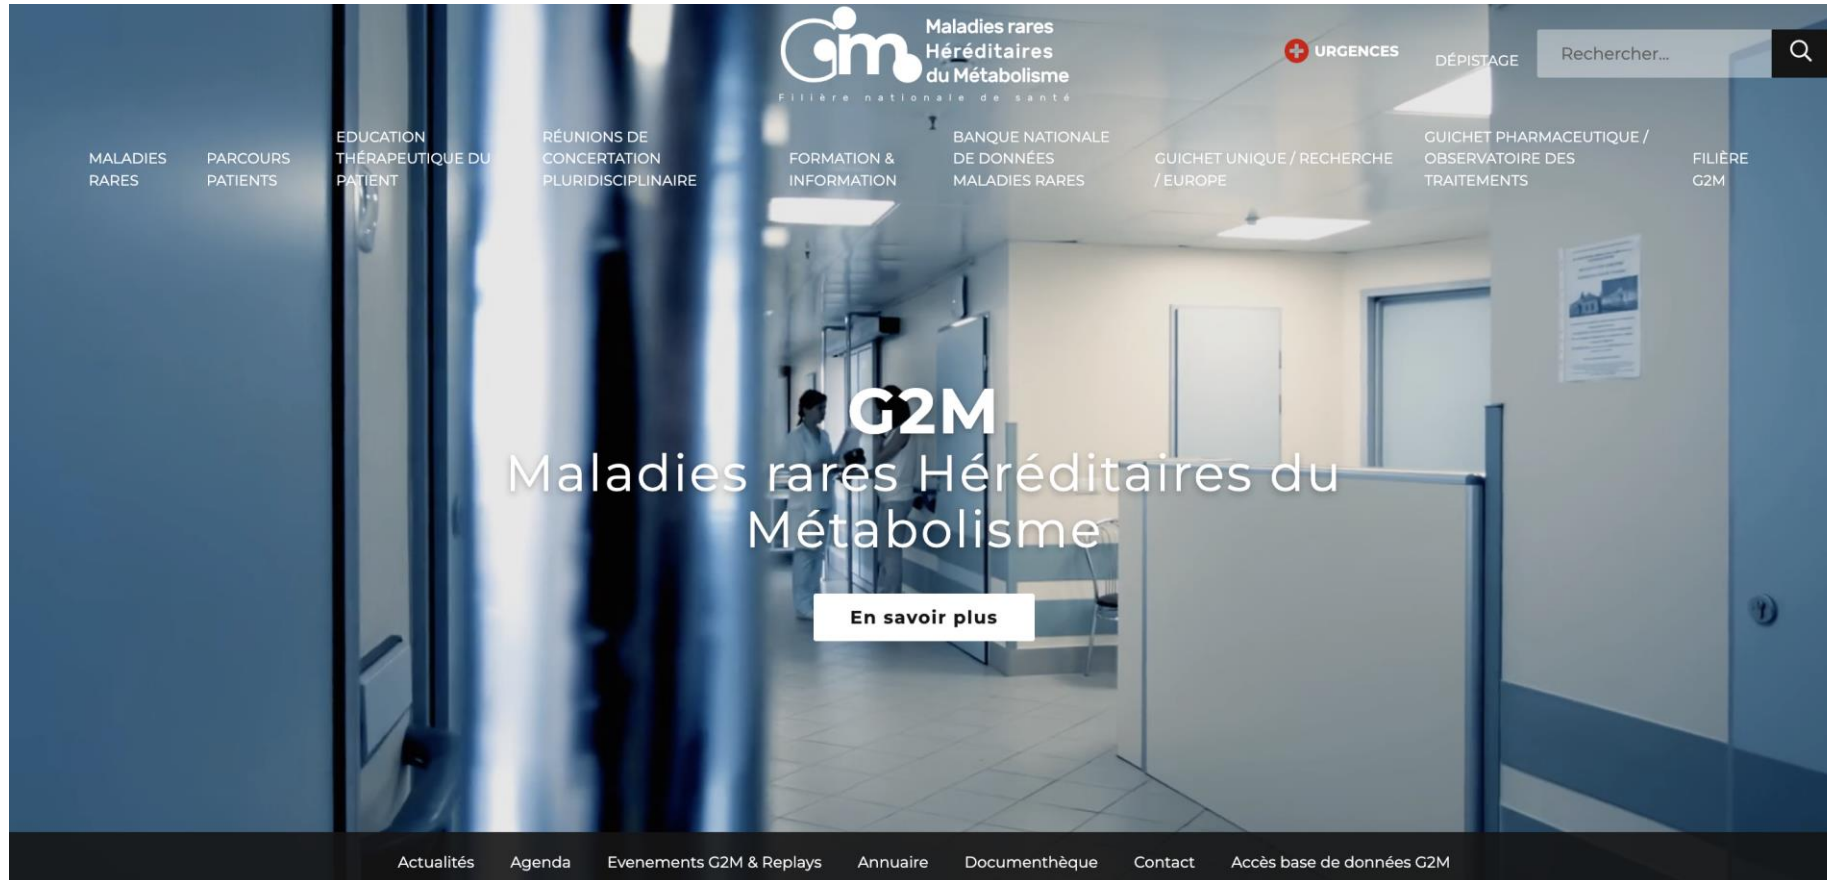 Maladies rares
Héréditaires
du Métabolisme
Filière nationale de santé
URGENCES
DÉPISTAGE
Rechercher...
MALADIES
RARES
PARCOURS
PATIENTS
EDUCATION
THÉRAPEUTIQUE DU
PATIENT
RÉUNIONS DE
CONCERTATION
PLURIDISCIPLINAIRE
FORMATION &
INFORMATION
BANQUE NATIONALE
DE DONNÉES
MALADIES RARES
GUICHET UNIQUE / RECHERCHE
/ EUROPE
GUICHET PHARMACEUTIQUE /
OBSERVATOIRE DES
TRAITEMENTS
FILIÈRE
G2M
G2M
Maladies rares Héréditaires du
Métabolisme
En savoir plus
Actualités
Agenda
Evenements G2M & Replays
Annuaire
Documenthèque
Contact
Accès base de données G2M